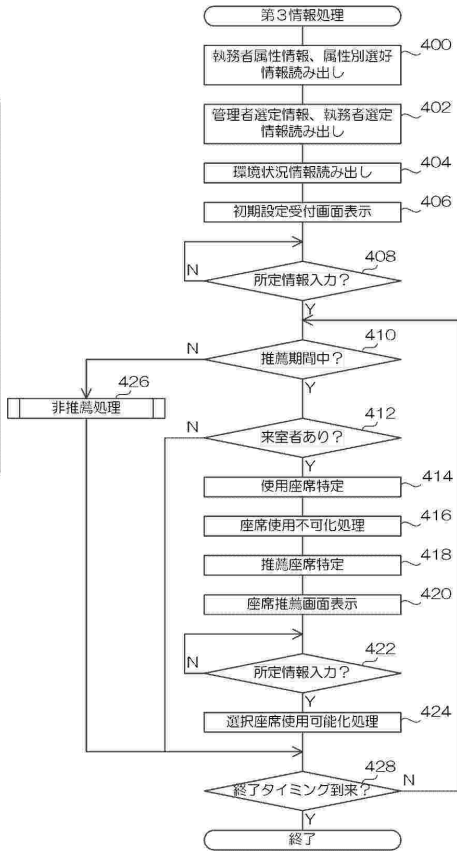 第3情報処理
400
執務者属性情報、属性別選好
情報読み出し
402
管理者選定情報、執務者選定
情報読み出し
404
環境状況情報読み出し
406
初期設定受付画面表示
408
N
所定情報入力?
Y
410
N
推薦期間中?
Y
426
非推薦処理
412
N
来室者あり?
Y
使用座席特定
414
座席使用不可化処理
416
推薦座席特定
418
座席推薦画面表示
420
422
N
所定情報入力?
Y
選択座席使用可能化処理
424
428
終了タイミング到来?
N
Y
終了